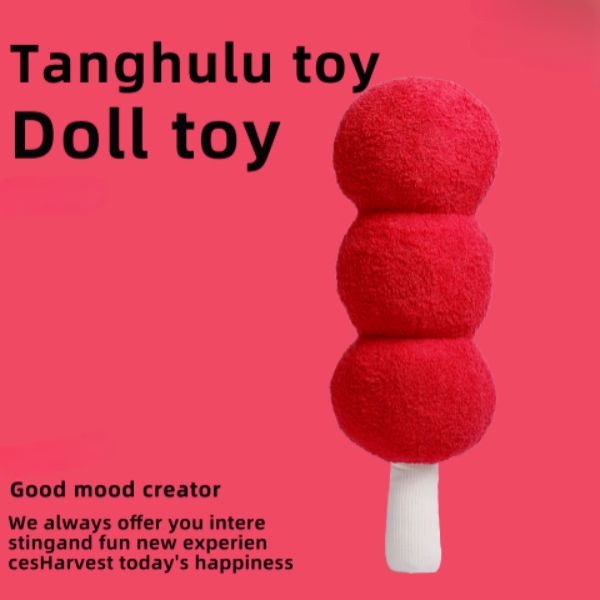 Tanghulu toy
Doll toy
Good mood creator
We always offer you intere
stingand fun new experien
cesHarvest today's happiness